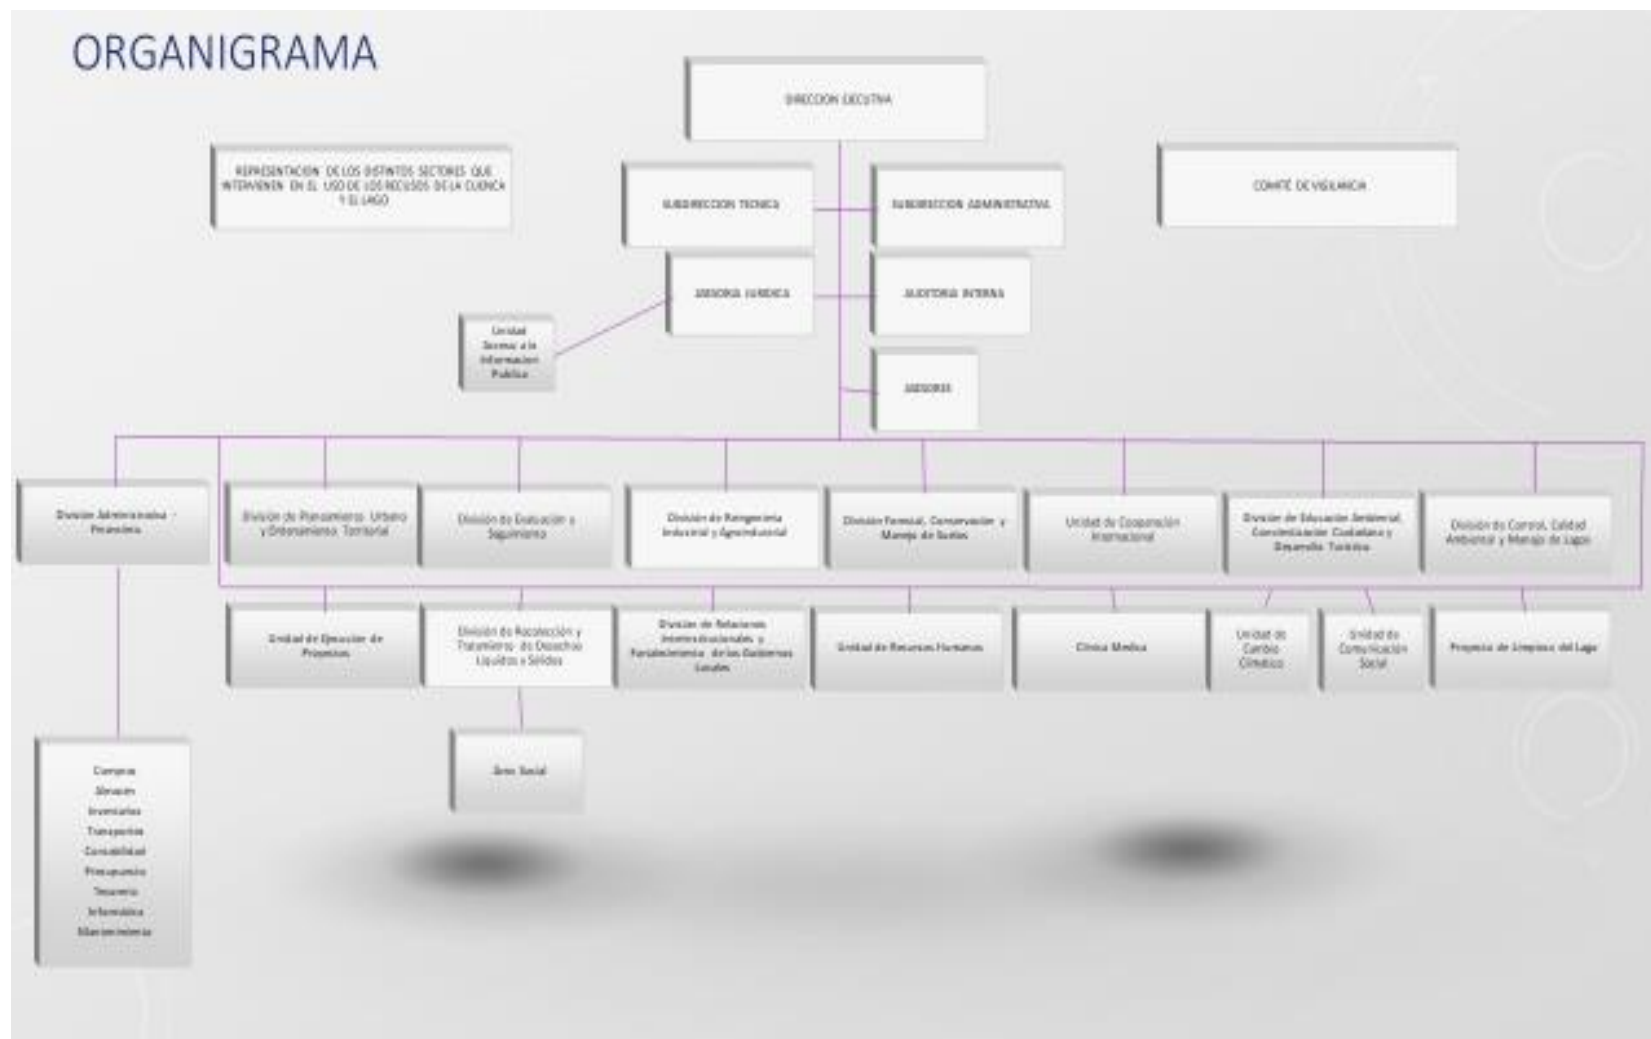 ORGANIGRAMA
DIRECCION EJECUTIVA
REPRESENTACION DE LOS DISTINTOS SECTORES QUE
INTERVIENEN EN EL USO DE LOS RECUSOS DE LA CUENCA
Y EL LAGO
COMITÉ DE VIGILANCIA
SUBDIRECCION TECNICA
SUBDIRECCION ADMINISTRATIVA
ASESORIA JURIDICA
AUDITORIA INTERNA
Unidad
Acceso a la
Informacion
Publica
ASESORES
División Administrativa -
Financiera
División de Planeamiento Urbano
y Ordenamiento Territorial
División de Evaluación y
Seguimiento
División de Reingenieria
Industrial y Agroindustrial
División Forestal, Conservación y
Manejo de Suelos
Unidad de Cooperación
Internacional
División de Educación Ambiental,
Concientización Ciudadana y
Desarrollo Turístico
División de Control, Calidad
Ambiental y Manejo de Lagos
Unidad de Ejecución de
Proyectos
División de Recolección y
Tratamiento de Desechos
Líquidos y Sólidos
División de Relaciones
Interinstitucionales y
Fortalecimiento de los Gobiernos
Locales
Unidad de Recursos Humanos
Clínica Medica
Unidad de
Cambio
Climático
Unidad de
Comunicación
Social
Proyecto de Limpieza del Lago
Area Social
Compras
Almacén
Inventarios
Transportes
Contabilidad
Presupuesto
Tesorería
Informática
Mantenimiento